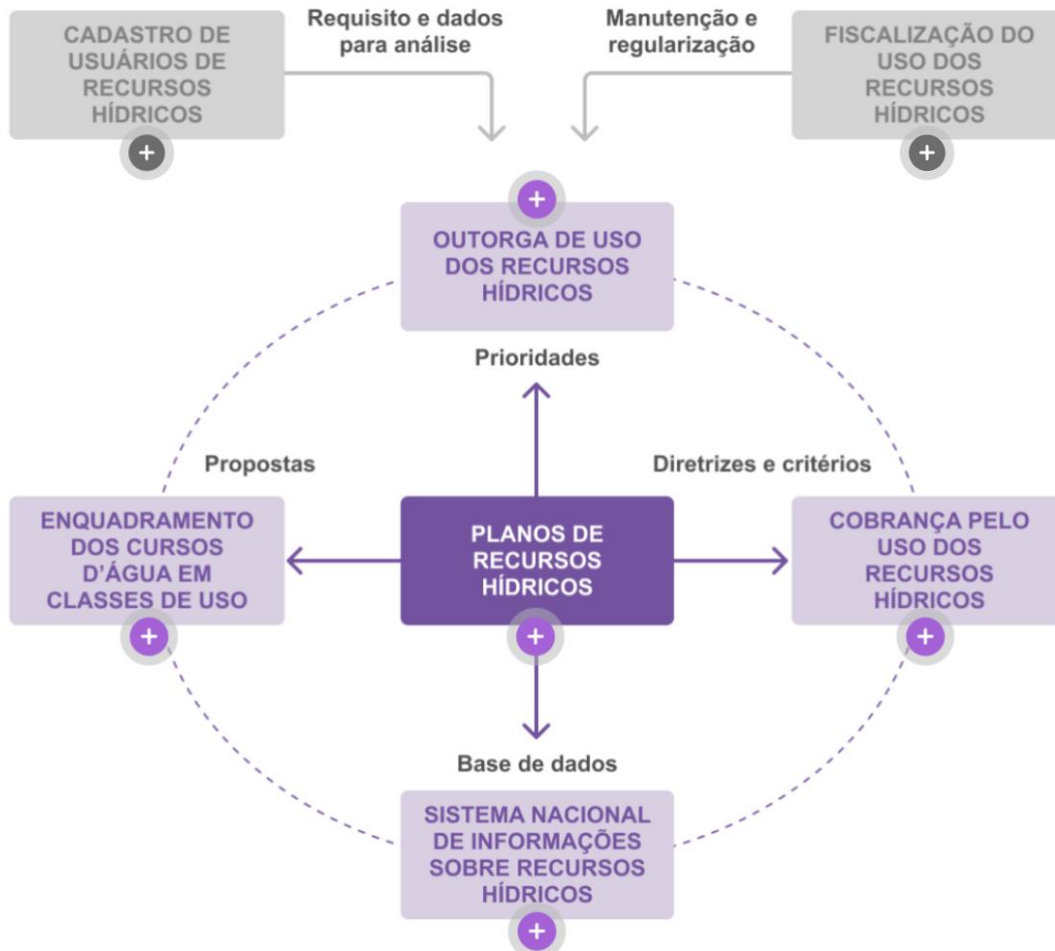 CADASTRO DE
USUÁRIOS DE
RECURSOS
HÍDRICOS
Requisito e dados
para análise
Manutenção e
regularização
FISCALIZAÇÃO DO
USO DOS
RECURSOS
HÍDRICOS
OUTORGA DE USO
DOS RECURSOS
HÍDRICOS
Prioridades
Propostas
Diretrizes e critérios
ENQUADRAMENTO
DOS CURSOS
D’ÁGUA EM
CLASSES DE USO
PLANOS DE
RECURSOS
HÍDRICOS
COBRANÇA PELO
USO DOS
RECURSOS
HÍDRICOS
Base de dados
SISTEMA NACIONAL
DE INFORMAÇÕES
SOBRE RECURSOS
HÍDRICOS